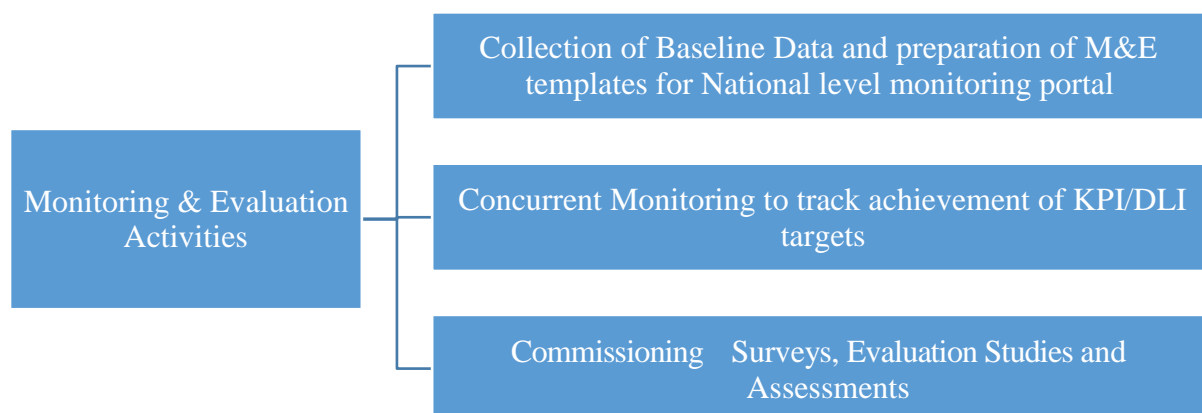 Monitoring & Evaluation
Activities
Collection of Baseline Data and preparation of M&E
templates for National level monitoring portal
Concurrent Monitoring to track achievement of KPI/DLI
targets
Commissioning Surveys, Evaluation Studies and
Assessments